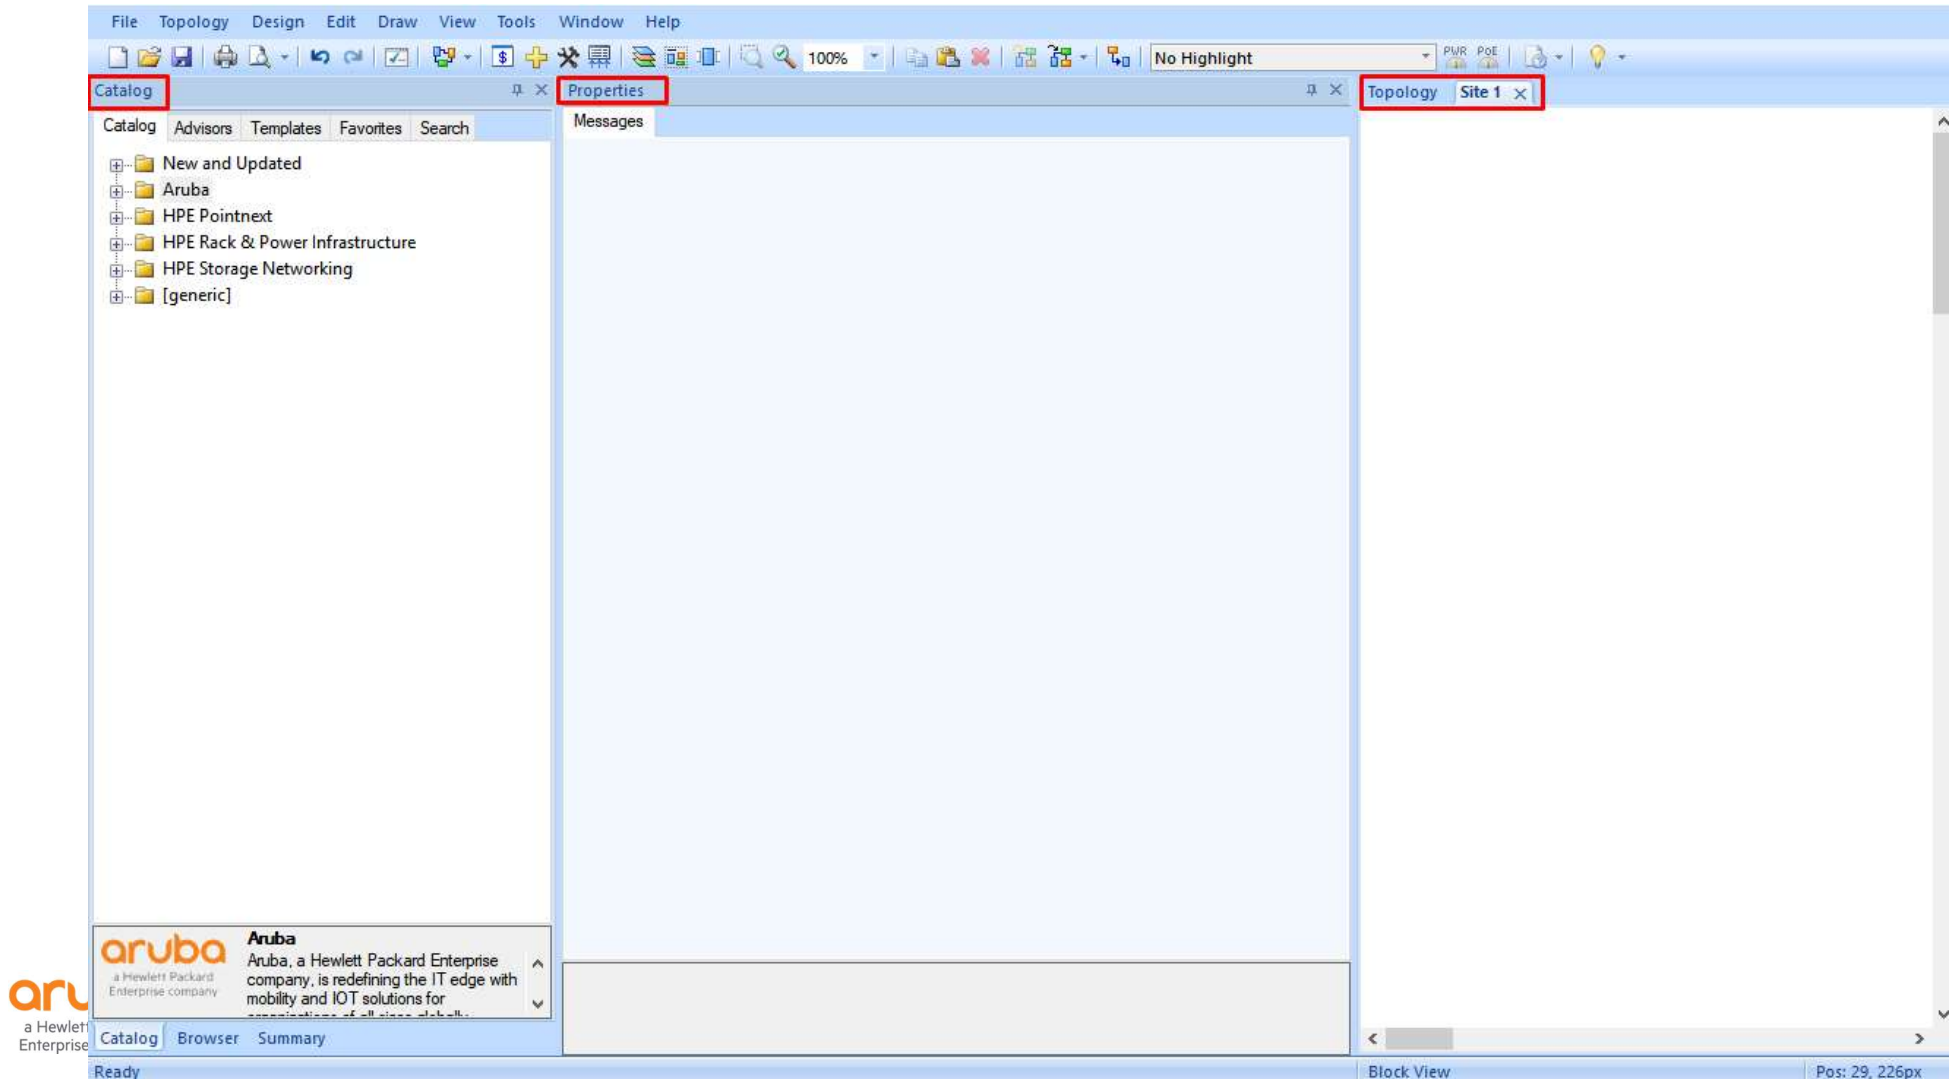 File Topology Design Edit Draw View Tools Window Help
100% No Highlight PWR PoE
Catalog
Catalog Advisors Templates Favorites Search
New and Updated
Aruba
HPE Pointnext
HPE Rack & Power Infrastructure
HPE Storage Networking
[generic]
aruba
a Hewlett Packard
Enterprise company
Aruba
Aruba, a Hewlett Packard Enterprise
company, is redefining the IT edge with
mobility and IOT solutions for
Catalog Browser Summary
Properties
Messages
Topology Site 1
aru
a Hewlett
Enterprise
Ready Block View Pos: 29, 226px